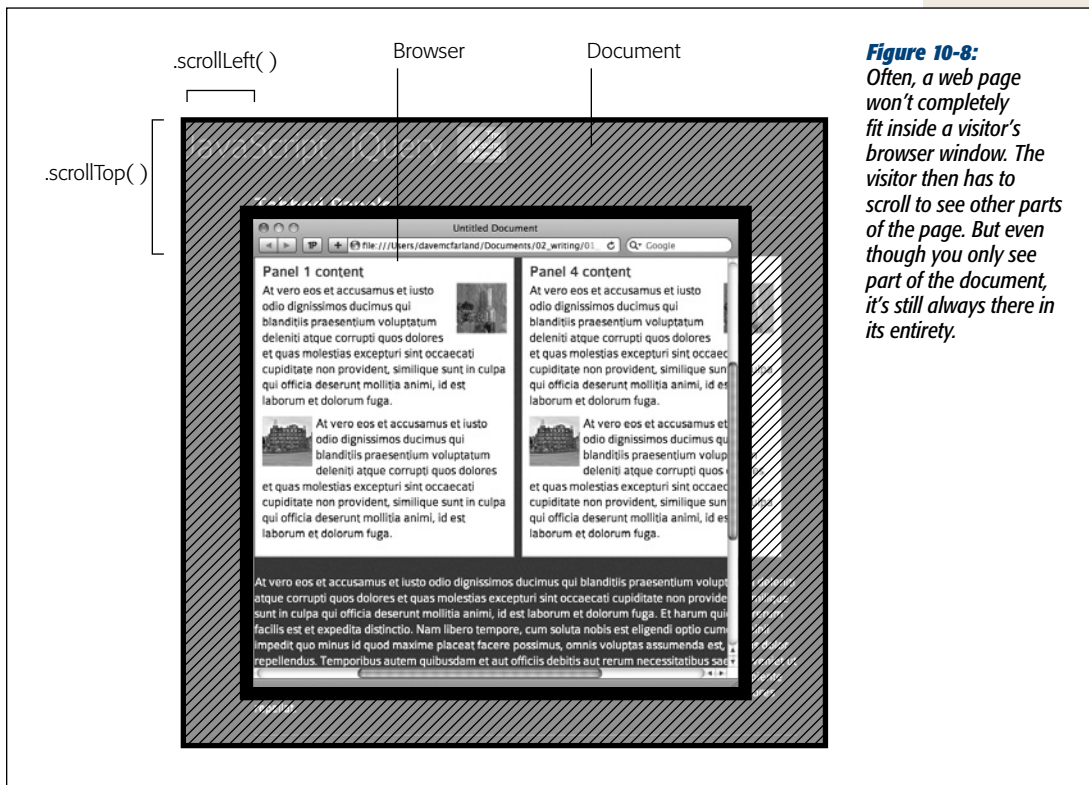 .scrollLeft( )
Browser
Document
.scrollTop( )
JavaScript jQuery
Untitled Document
1P
+
file:///Users/davemcfarland/Documents/02_writing/01_
Google
Panel 1 content
At vero eos et accusamus et iusto
odio dignissimos ducimus qui
blanditiis praesentium voluptatum
deleniti atque corrupti quos dolores
et quas molestias excepturi sint occaecati
cupiditate non provident, similique sunt in culpa
qui officia deserunt mollitia animi, id est
laborum et dolorum fuga.
At vero eos et accusamus et iusto
odio dignissimos ducimus qui
blanditiis praesentium voluptatum
deleniti atque corrupti quos dolores
et quas molestias excepturi sint occaecati
cupiditate non provident, similique sunt in culpa
qui officia deserunt mollitia animi, id est
laborum et dolorum fuga.
Panel 4 content
At vero eos et accusamus et iusto
odio dignissimos ducimus qui
blanditiis praesentium voluptatum
deleniti atque corrupti quos dolores
et quas molestias excepturi sint occaec
cupiditate non provident, similique sun
qui officia deserunt mollitia animi, id es
laborum et dolorum fuga.
At vero eos et accusamus et
odio dignissimos ducimus qu
blanditiis praesentium volup
deleniti atque corrupti quos
et quas molestias excepturi sint occaec
cupiditate non provident, similique sun
qui officia deserunt mollitia animi, id es
laborum et dolorum fuga.
At vero eos et accusamus et iusto odio dignissimos ducimus qui blanditiis praesentium volupt
atque corrupti quos dolores et quas molestias excepturi sint occaecati cupiditate non provide
sunt in culpa qui officia deserunt mollitia animi, id est laborum et dolorum fuga. Et harum qui
facilis est et expedita distinctio. Nam libero tempore, cum soluta nobis est eligendi optio cum
impedit quo minus id quod maxime placeat facere possimus, omnis voluptas assumenda est,
repellendus. Temporibus autem quibusdam et aut officiis debitis aut rerum necessitatibus sae
Figure 10-8:
Often, a web page
won't completely
fit inside a visitor's
browser window. The
visitor then has to
scroll to see other parts
of the page. But even
though you only see
part of the document,
it's still always there in
its entirety.